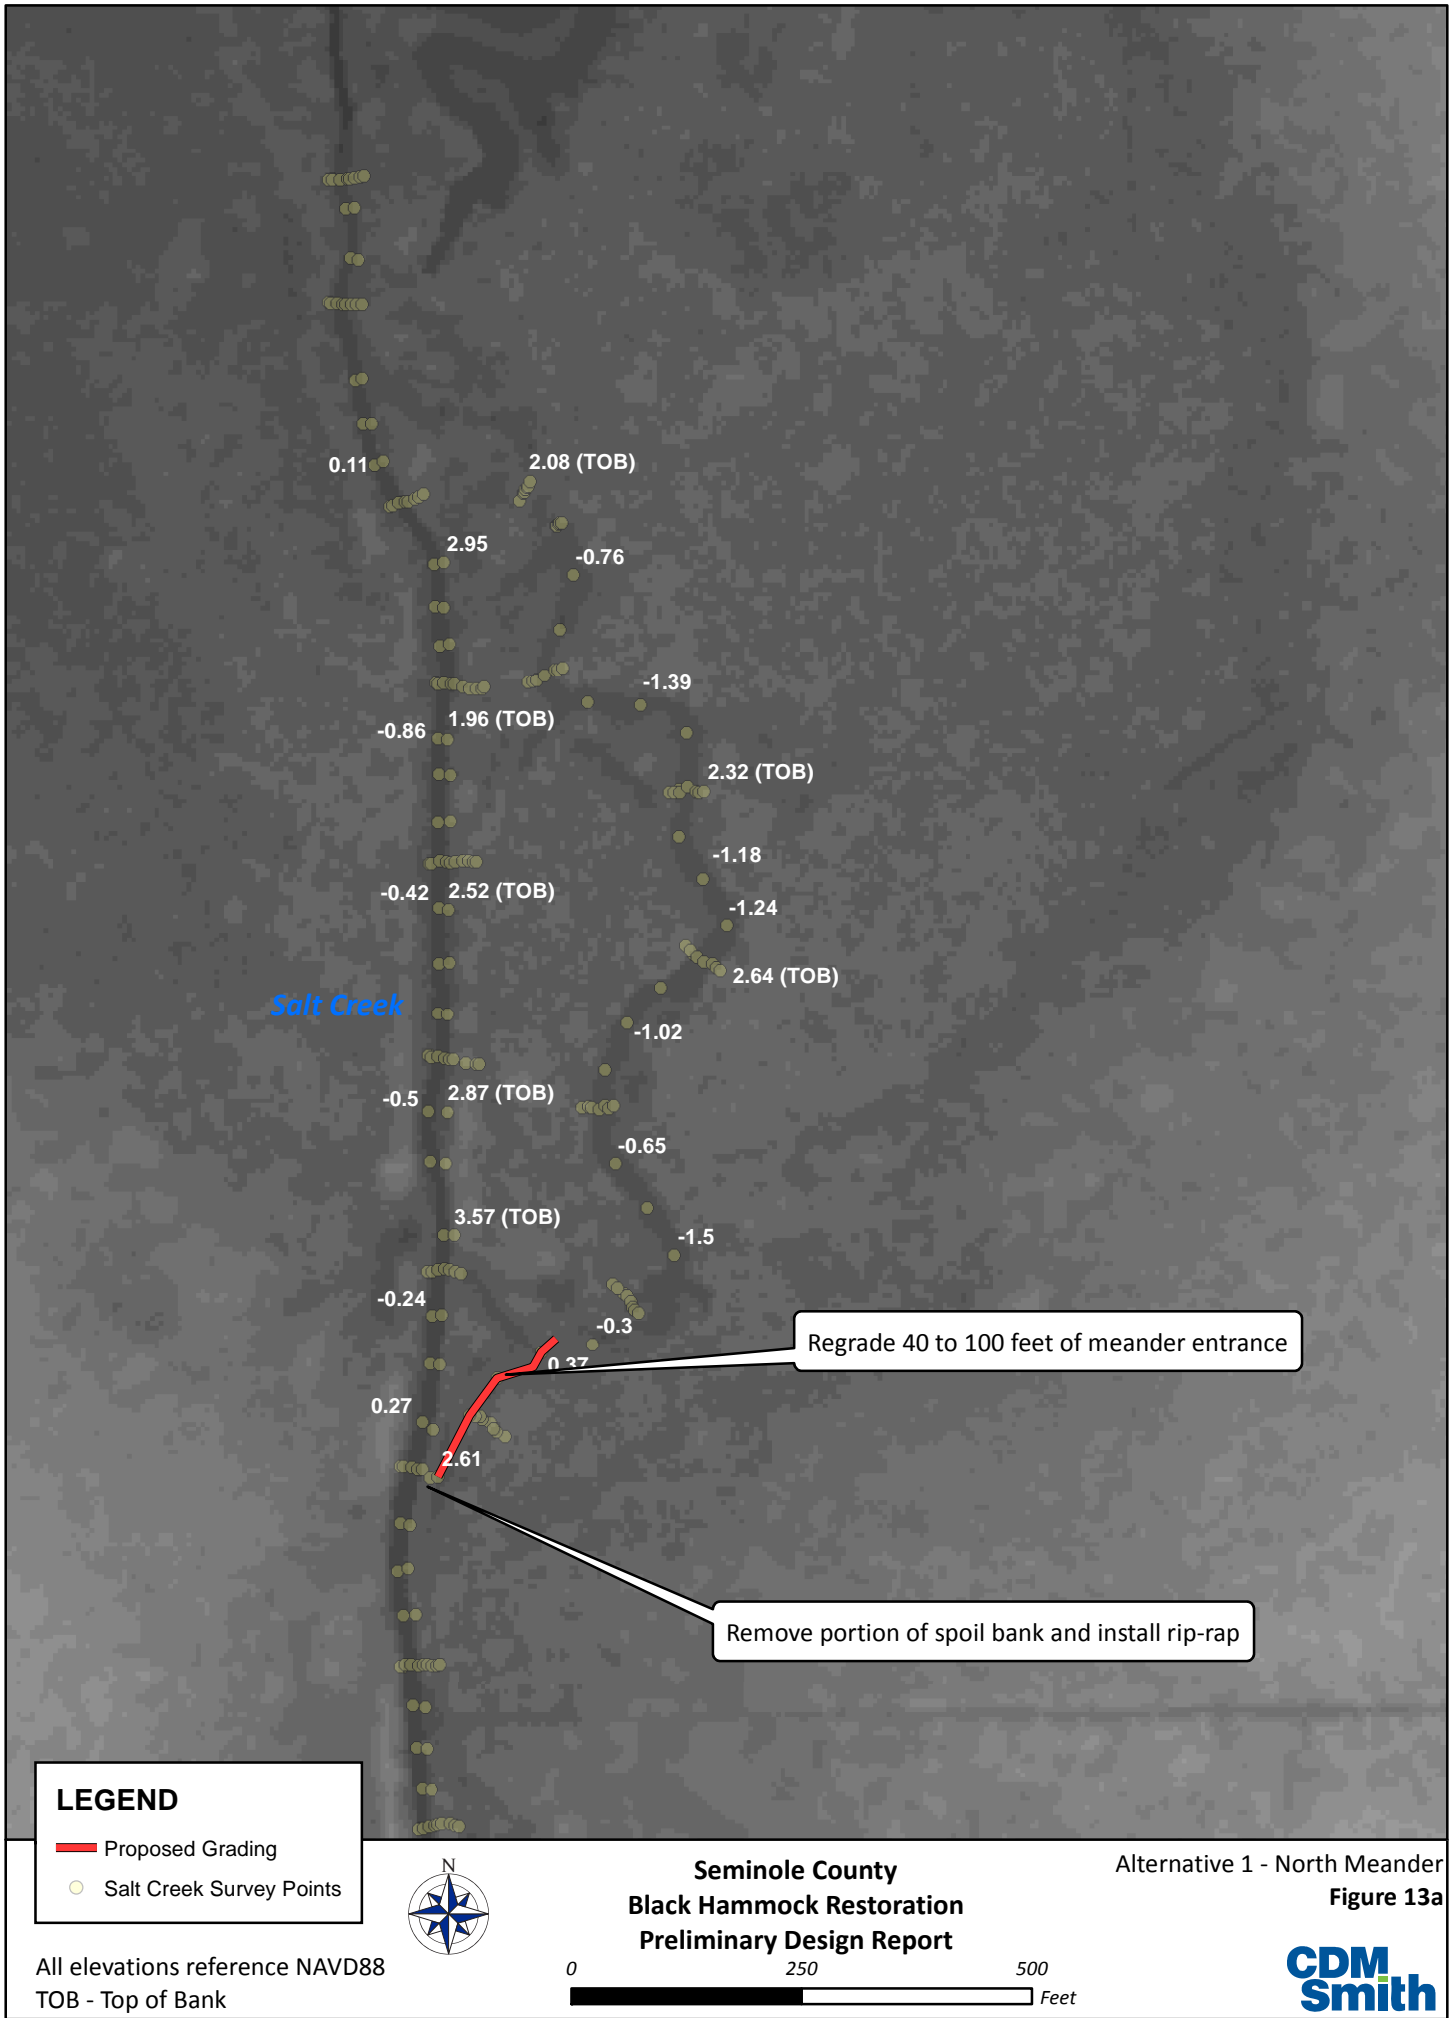 0.11
2.08 (TOB)
2.95
-0.76
-1.39
1.96 (TOB)
-0.86
2.32 (TOB)
-1.18
-0.42
2.52 (TOB)
-1.24
2.64 (TOB)
Salt Creek
-1.02
-0.5
2.87 (TOB)
-0.65
3.57 (TOB)
-1.5
-0.24
-0.3
Regrade 40 to 100 feet of meander entrance
0.37
0.27
2.61
Remove portion of spoil bank and install rip-rap
LEGEND
Proposed Grading
Salt Creek Survey Points
All elevations reference NAVD88
TOB - Top of Bank
N
Seminole County
Black Hammock Restoration
Preliminary Design Report
0 250 500
Feet
Alternative 1 - North Meander
Figure 13a
CDM
Smith